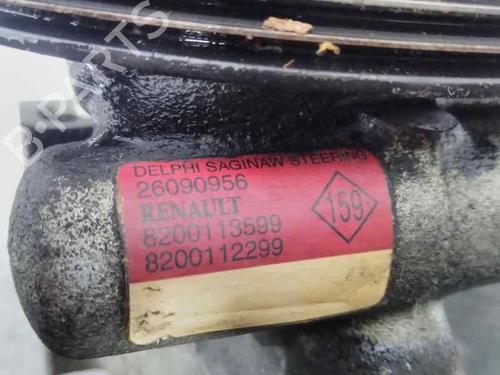 B-PARTS
DELPHI SAGINAW STEERING
26090956
RENAULT
8200113599
8200112299
159